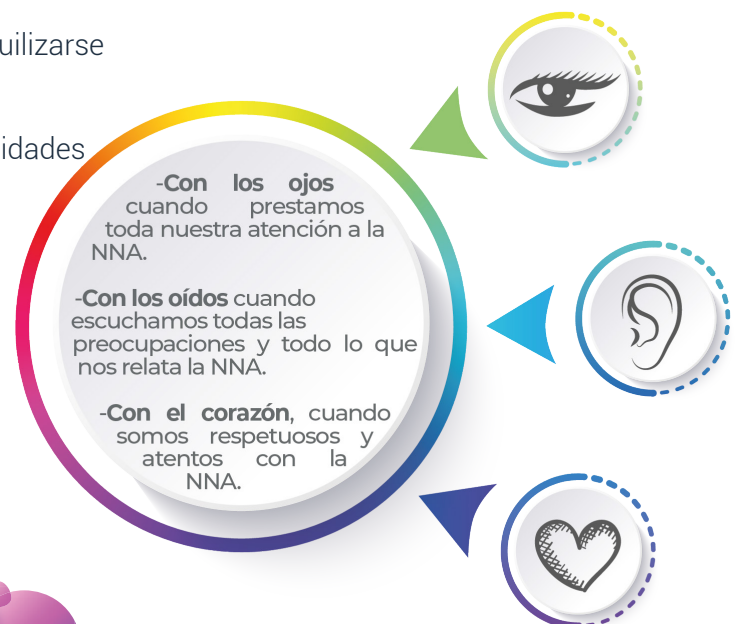 uilizarse
idades
-Con los ojos
cuando prestamos
toda nuestra atención a la
NNA.
-Con los oídos cuando
escuchamos todas las
preocupaciones y todo lo que
nos relata la NNA.
-Con el corazón, cuando
somos respetuosos y
atentos con la
NNA.